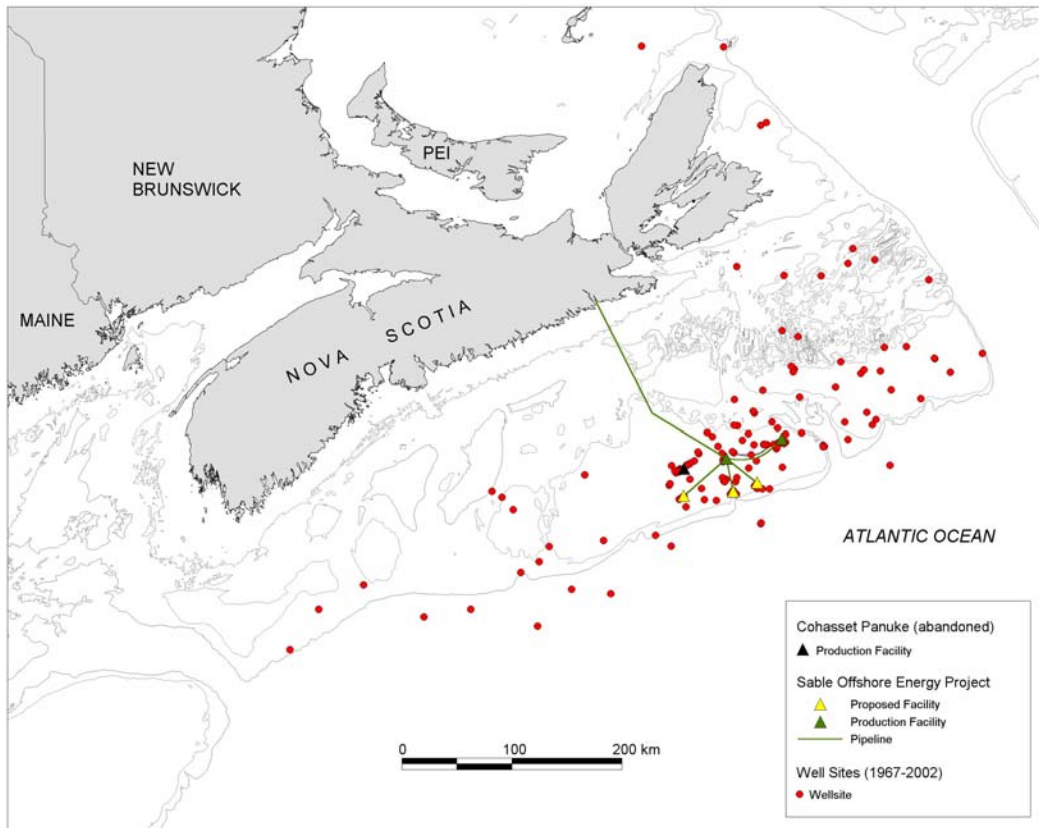 PEI
NEW
BRUNSWICK
MAINE
NOVA SCOTIA
ATLANTIC OCEAN
Cohasset Panuke (abandoned)
Production Facility
Sable Offshore Energy Project
Proposed Facility
Production Facility
Pipeline
Well Sites (1967-2002)
Wellsite
0 100 200 km